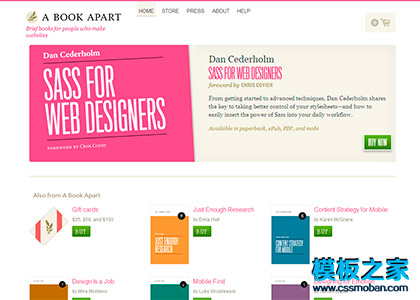 A BOOK APART
HOME STORE PRESS ABOUT HELP
Brief books for people who make
websites
Dan Cederholm
SASS FOR
WEB DESIGNERS
FOREWORD BY Chris Coyier
Dan Cederholm
SASS FOR WEB DESIGNERS
foreword by CHRIS COYIER
From getting started to advanced techniques, Dan Cederholm shares
the key to taking better control of your stylesheets—and how to
easily insert the power of Sass into your daily workflow.
Available in paperback, ePub, PDF, and mobi
BUY NOW
Also from A Book Apart
Gift cards
$25, $50, and $100
BUY
JUST ENOUGH
RESEARCH
Just Enough Research
by Erika Hall
BUY
CONTENT
STRATEGY
FOR MOBILE
Content Strategy for Mobile
by Karen McGrane
BUY
Design Is a Job
by Mike Monteiro
BUY
Mobile First
by Luke Wroblewski
BUY
Designing for Emotion
模板之家
www.cssmoban.com